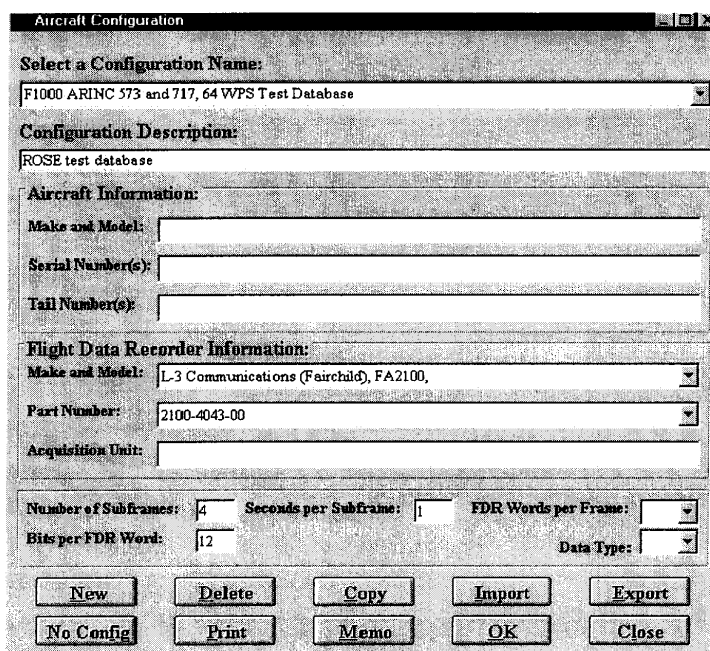 Aircraft Configuration
Select a Configuration Name:
F1000 ARINC 573 and 717, 64 WPS Test Database
Configuration Description:
ROSE test database
Aircraft Information:
Make and Model:
Serial Number(s):
Tail Number(s):
Flight Data Recorder Information:
Make and Model: L-3 Communications (Fairchild), FA2100,
Part Number: 2100-4043-00
Acquisition Unit:
Number of Subframes: 4 Seconds per Subframe: 1 FDR Words per Frame:
Bits per FDR Word: 12 Data Type:
New Delete Copy Import Export
No Config Print Memo OK Close